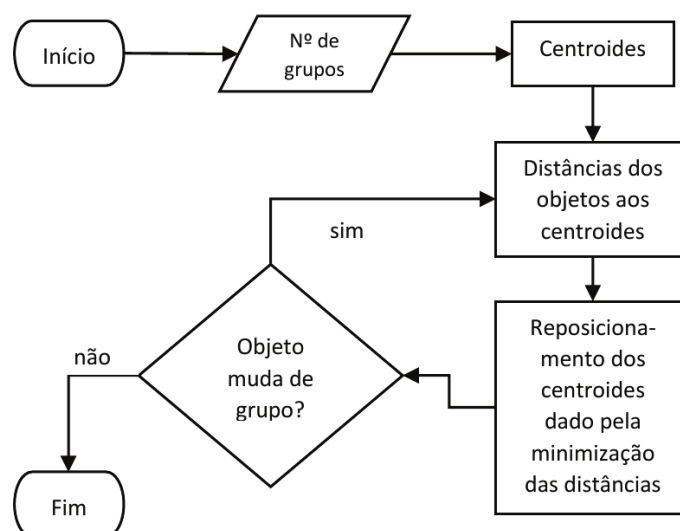 Início
Nº de
grupos
Centroides
Distâncias dos
objetos aos
centroides
sim
Reposiciona-
mento dos
centroides
dado pela
minimização
das distâncias
Objeto
muda de
grupo?
não
Fim